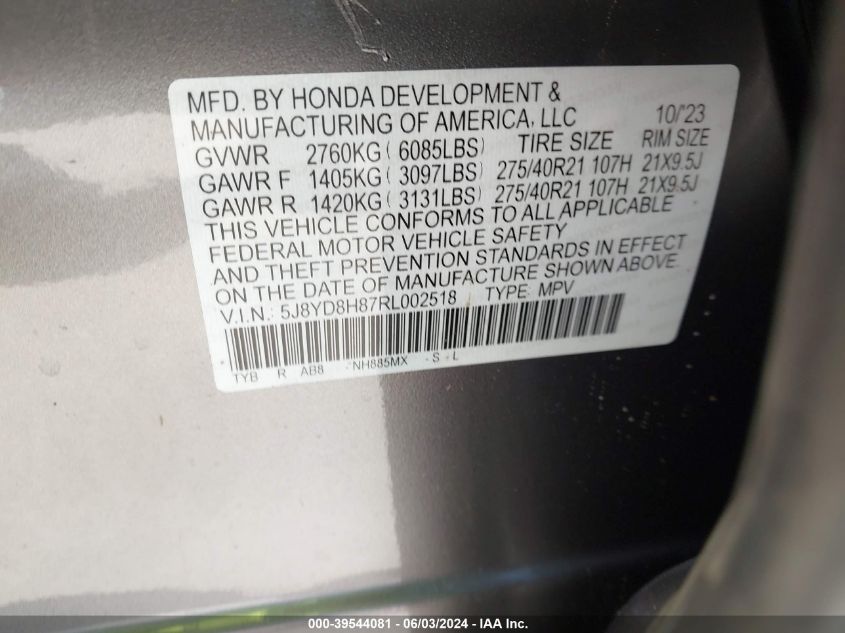 MFD. BY HONDA DEVELOPMENT &
MANUFACTURING OF AMERICA, LLC 10/'23
GVWR 2760KG ( 6085LBS) TIRE SIZE RIM SIZE
GAWR F 1405KG ( 3097LBS) 275/40R21 107H 21X9.5J
GAWR R 1420KG ( 3131LBS) 275/40R21 107H 21X9.5J
THIS VEHICLE CONFORMS TO ALL APPLICABLE
FEDERAL MOTOR VEHICLE SAFETY
AND THEFT PREVENTION STANDARDS IN EFFECT
ON THE DATE OF MANUFACTURE SHOWN ABOVE.
V.I.N.: 5J8YD8H87RL002518 TYPE: MPV
TYB R AB8 -NH885MX -S -L
000-39544081 - 06/03/2024 - IAA Inc.